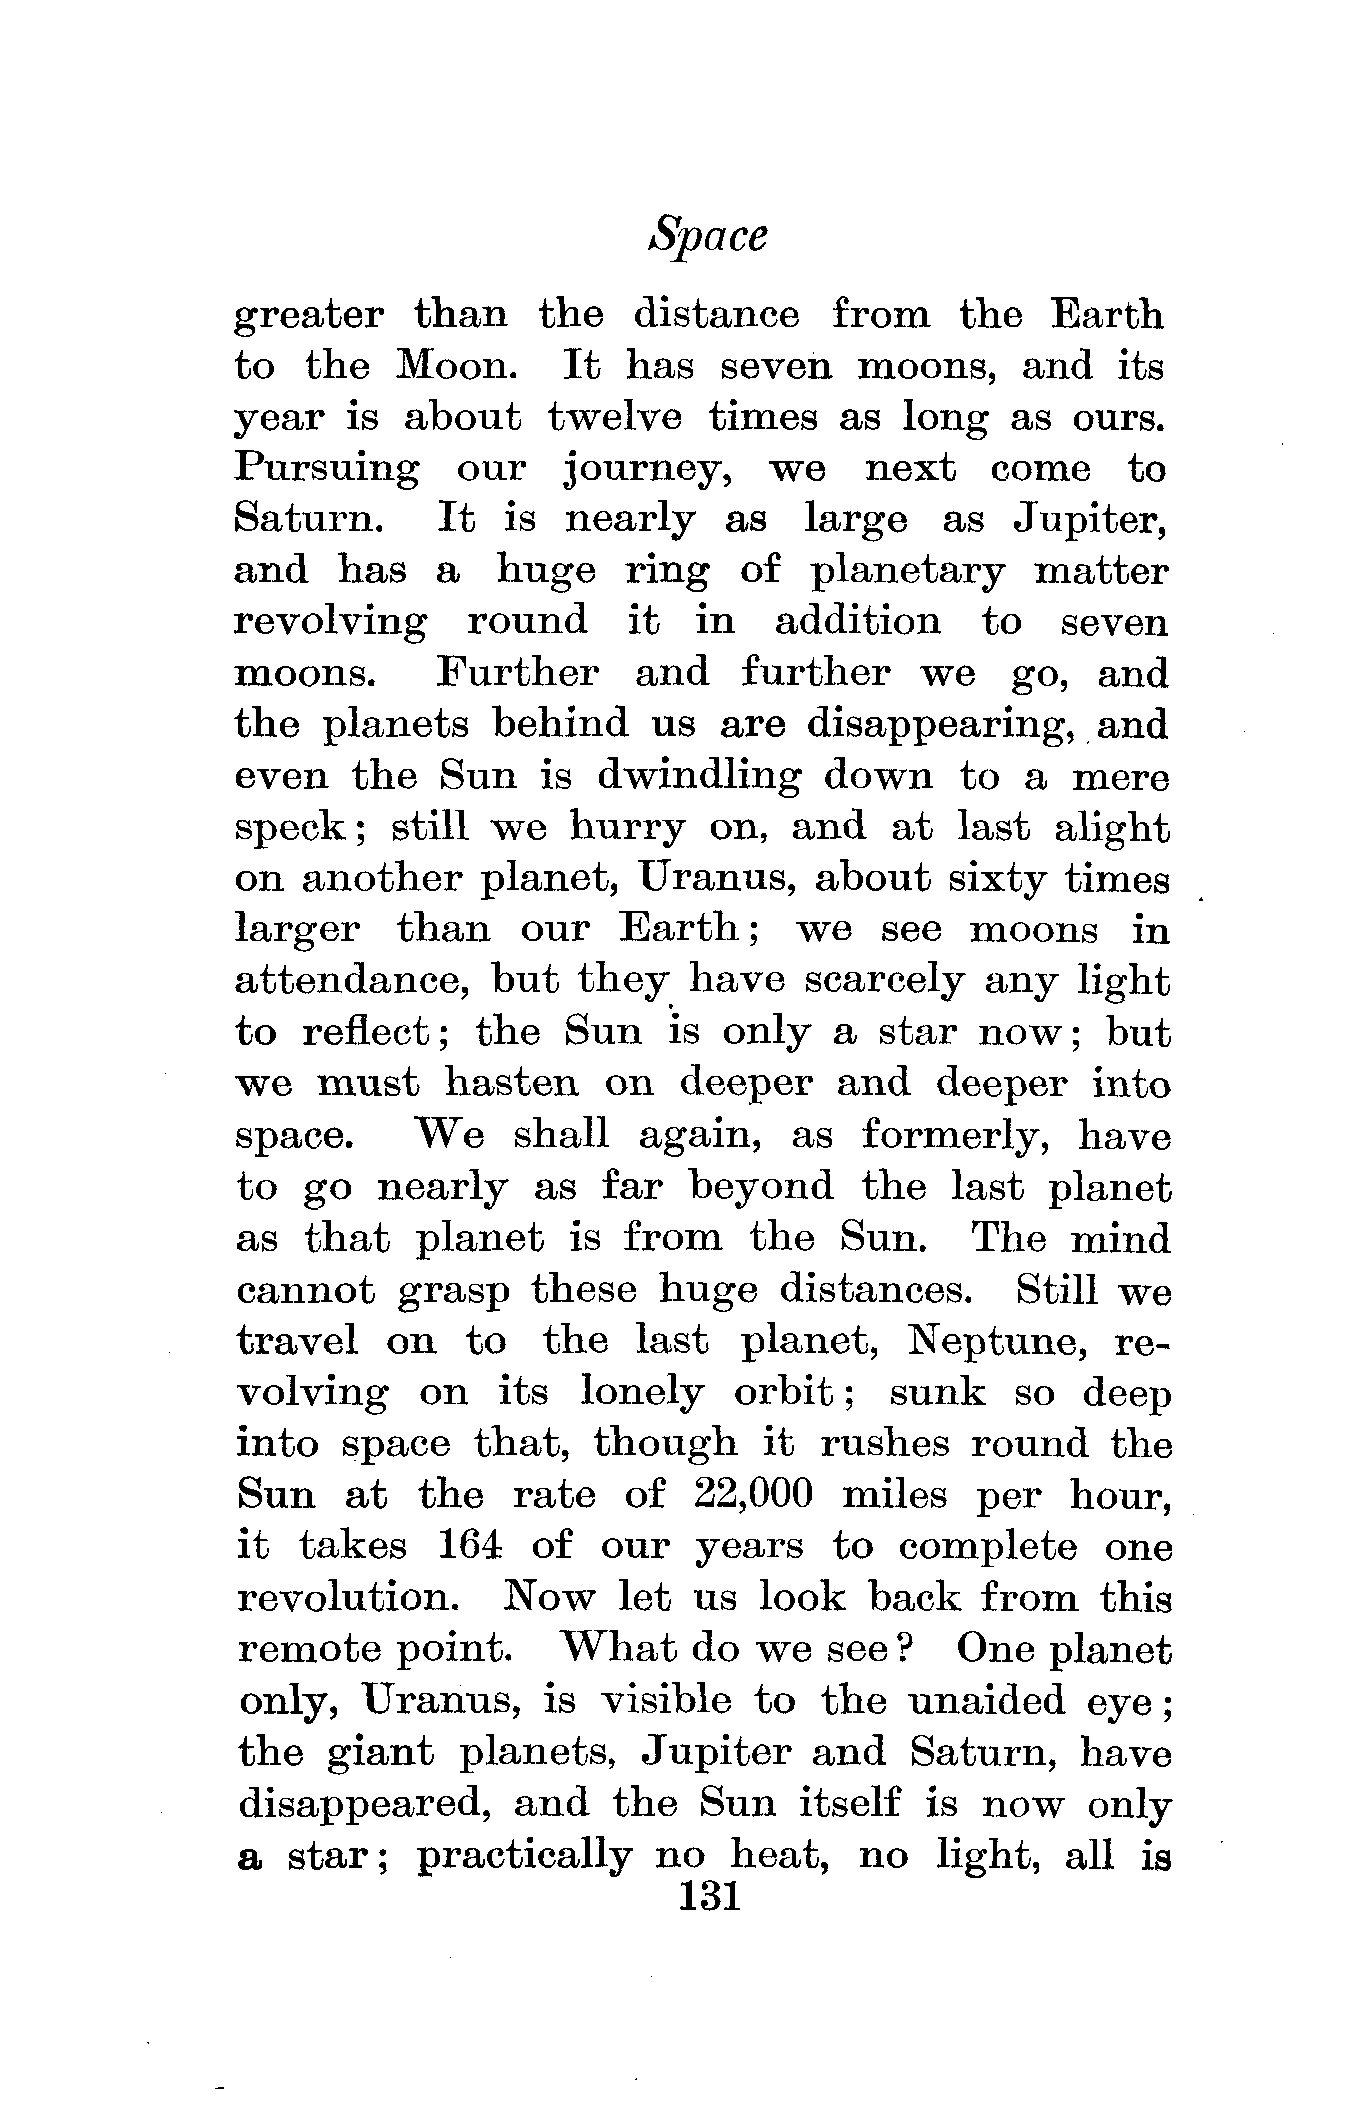 Space
greater than the distance from the Earth
to the Moon. It has seven moons, and its
year is about twelve times as long as ours.
Pursuing our journey, we next come to
Saturn. It is nearly as large as Jupiter,
and has a huge ring of planetary matter
revolving round it in addition to seven
moons. Further and further we go, and
the planets behind us are disappearing, and
even the Sun is dwindling down to a mere
speck; still we hurry on, and at last alight
on another planet, Uranus, about sixty times
larger than our Earth; we see moons in
attendance, but they have scarcely any light
to reflect; the Sun is only a star now; but
we must hasten on deeper and deeper into
space. We shall again, as formerly, have
to go nearly as far beyond the last planet
as that planet is from the Sun. The mind
cannot grasp these huge distances. Still we
travel on to the last planet, Neptune, re-
volving on its lonely orbit; sunk so deep
into space that, though it rushes round the
Sun at the rate of 22,000 miles per hour,
it takes 164 of our years to complete one
revolution. Now let us look back from this
remote point. What do we see? One planet
only, Uranus, is visible to the unaided eye;
the giant planets, Jupiter and Saturn, have
disappeared, and the Sun itself is now only
a star; practically no heat, no light, all is
131